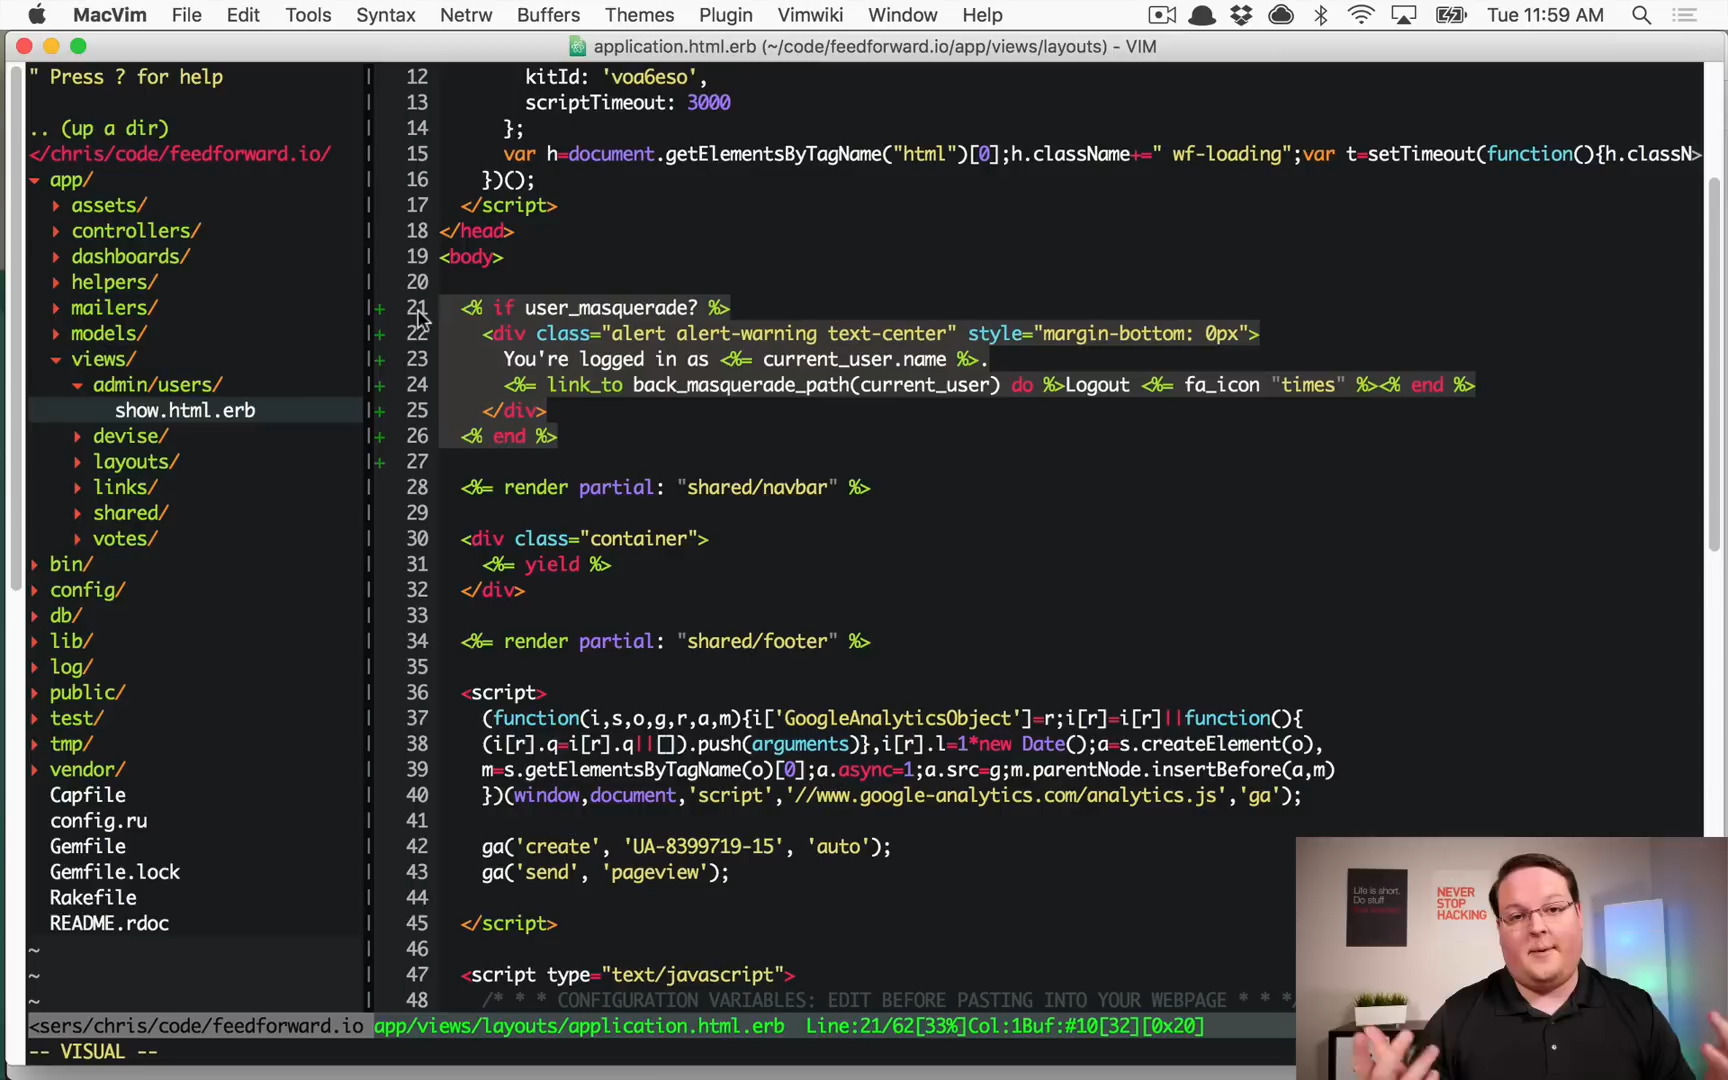 MacVim File Edit Tools Syntax Netrw Buffers Themes Plugin Vimwiki Window Help Tue 11:59 AM
application.html.erb (~/code/feedforward.io/app/views/layouts) - VIM
" Press ? for help
.. (up a dir)
</chris/code/feedforward.io/
app/
assets/
controllers/
dashboards/
helpers/
mailers/
models/
views/
admin/users/
show.html.erb
devise/
layouts/
links/
shared/
votes/
bin/
config/
db/
lib/
log/
public/
test/
tmp/
vendor/
Capfile
config.ru
Gemfile
Gemfile.lock
Rakefile
README.rdoc
~
~
~
12 kitId: 'voa6eso',
13 scriptTimeout: 3000
14 };
15 var h=document.getElementsByTagName("html")[0];h.className+=" wf-loading";var t=setTimeout(function(){h.classN>
16 })();
17 </script>
18 </head>
19 <body>
20
+ 21 <% if user_masquerade? %>
+ 22 <div class="alert alert-warning text-center" style="margin-bottom: 0px">
+ 23 You're logged in as <%= current_user.name %>.
+ 24 <%= link_to back_masquerade_path(current_user) do %>Logout <%= fa_icon "times" %><% end %>
+ 25 </div>
+ 26 <% end %>
+ 27
28 <%= render partial: "shared/navbar" %>
29
30 <div class="container">
31 <%= yield %>
32 </div>
33
34 <%= render partial: "shared/footer" %>
35
36 <script>
37 (function(i,s,o,g,r,a,m){i['GoogleAnalyticsObject']=r;i[r]=i[r]||function(){
38 (i[r].q=i[r].q||[]).push(arguments)},i[r].l=1*new Date();a=s.createElement(o),
39 m=s.getElementsByTagName(o)[0];a.async=1;a.src=g;m.parentNode.insertBefore(a,m)
40 })(window,document,'script','//www.google-analytics.com/analytics.js','ga');
41
42 ga('create', 'UA-8399719-15', 'auto');
43 ga('send', 'pageview');
44
45 </script>
46
47 <script type="text/javascript">
48 /* * * CONFIGURATION VARIABLES: EDIT BEFORE PASTING INTO YOUR WEBPAGE * * */
<sers/chris/code/feedforward.io app/views/layouts/application.html.erb Line:21/62[33%]Col:1Buf:#10[32][0x20]
-- VISUAL --
Life is short.
Do stuff
NEVER
STOP
HACKING